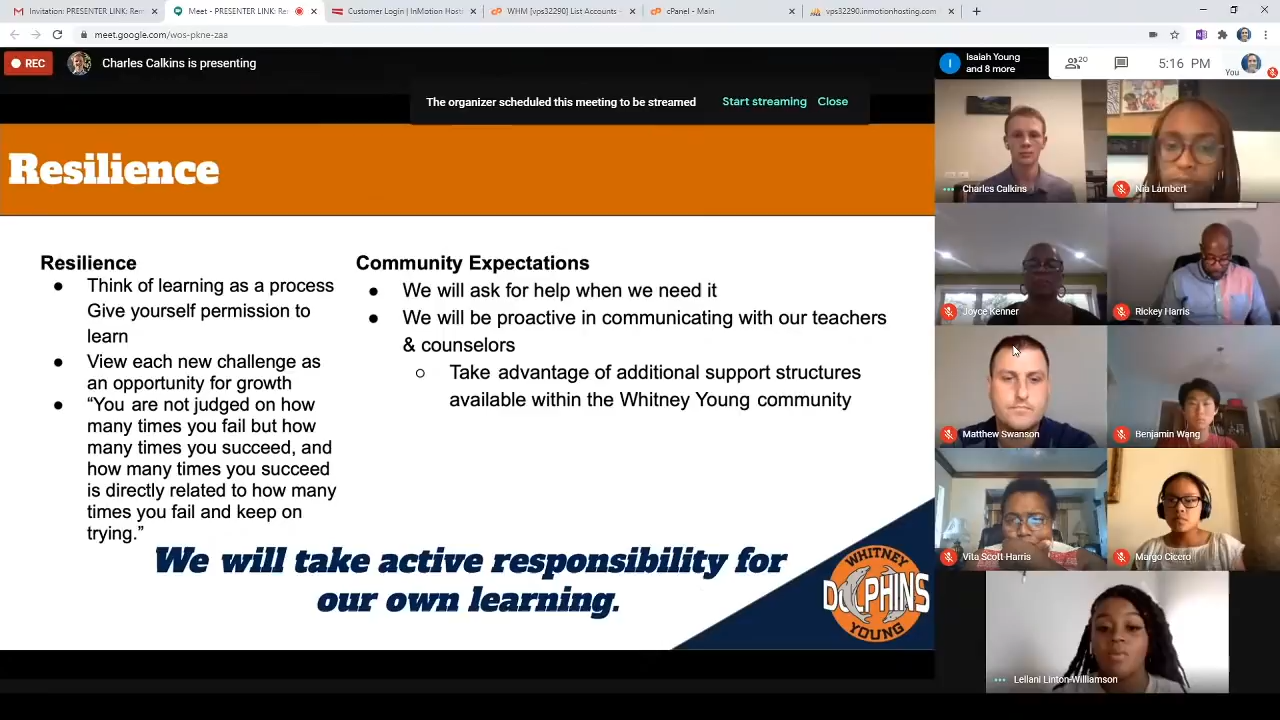 Invitation: PRESENTER LINK: Rem
Meet - PRESENTER LINK: Re
Customer Login | InMotion Host
WHM [vps32290] List Accounts -
cPanel - Main
vps32290.inmotionhosting.com
meet.google.com/wos-pkne-zaa
REC
Charles Calkins is presenting
Isaiah Young
and 8 more
20
5:16 PM
You
The organizer scheduled this meeting to be streamed
Start streaming
Close
Resilience
Resilience
● Think of learning as a process
Give yourself permission to
learn
● View each new challenge as
an opportunity for growth
● “You are not judged on how
many times you fail but how
many times you succeed, and
how many times you succeed
is directly related to how many
times you fail and keep on
trying.”
Community Expectations
● We will ask for help when we need it
● We will be proactive in communicating with our teachers
& counselors
○ Take advantage of additional support structures
available within the Whitney Young community
We will take active responsibility for
our own learning.
WHITNEY
DOLPHINS
YOUNG
Charles Calkins
Nia Lambert
Joyce Kenner
Rickey Harris
Matthew Swanson
Benjamin Wang
Vita Scott Harris
Margo Cicero
Leilani Linton-Williamson